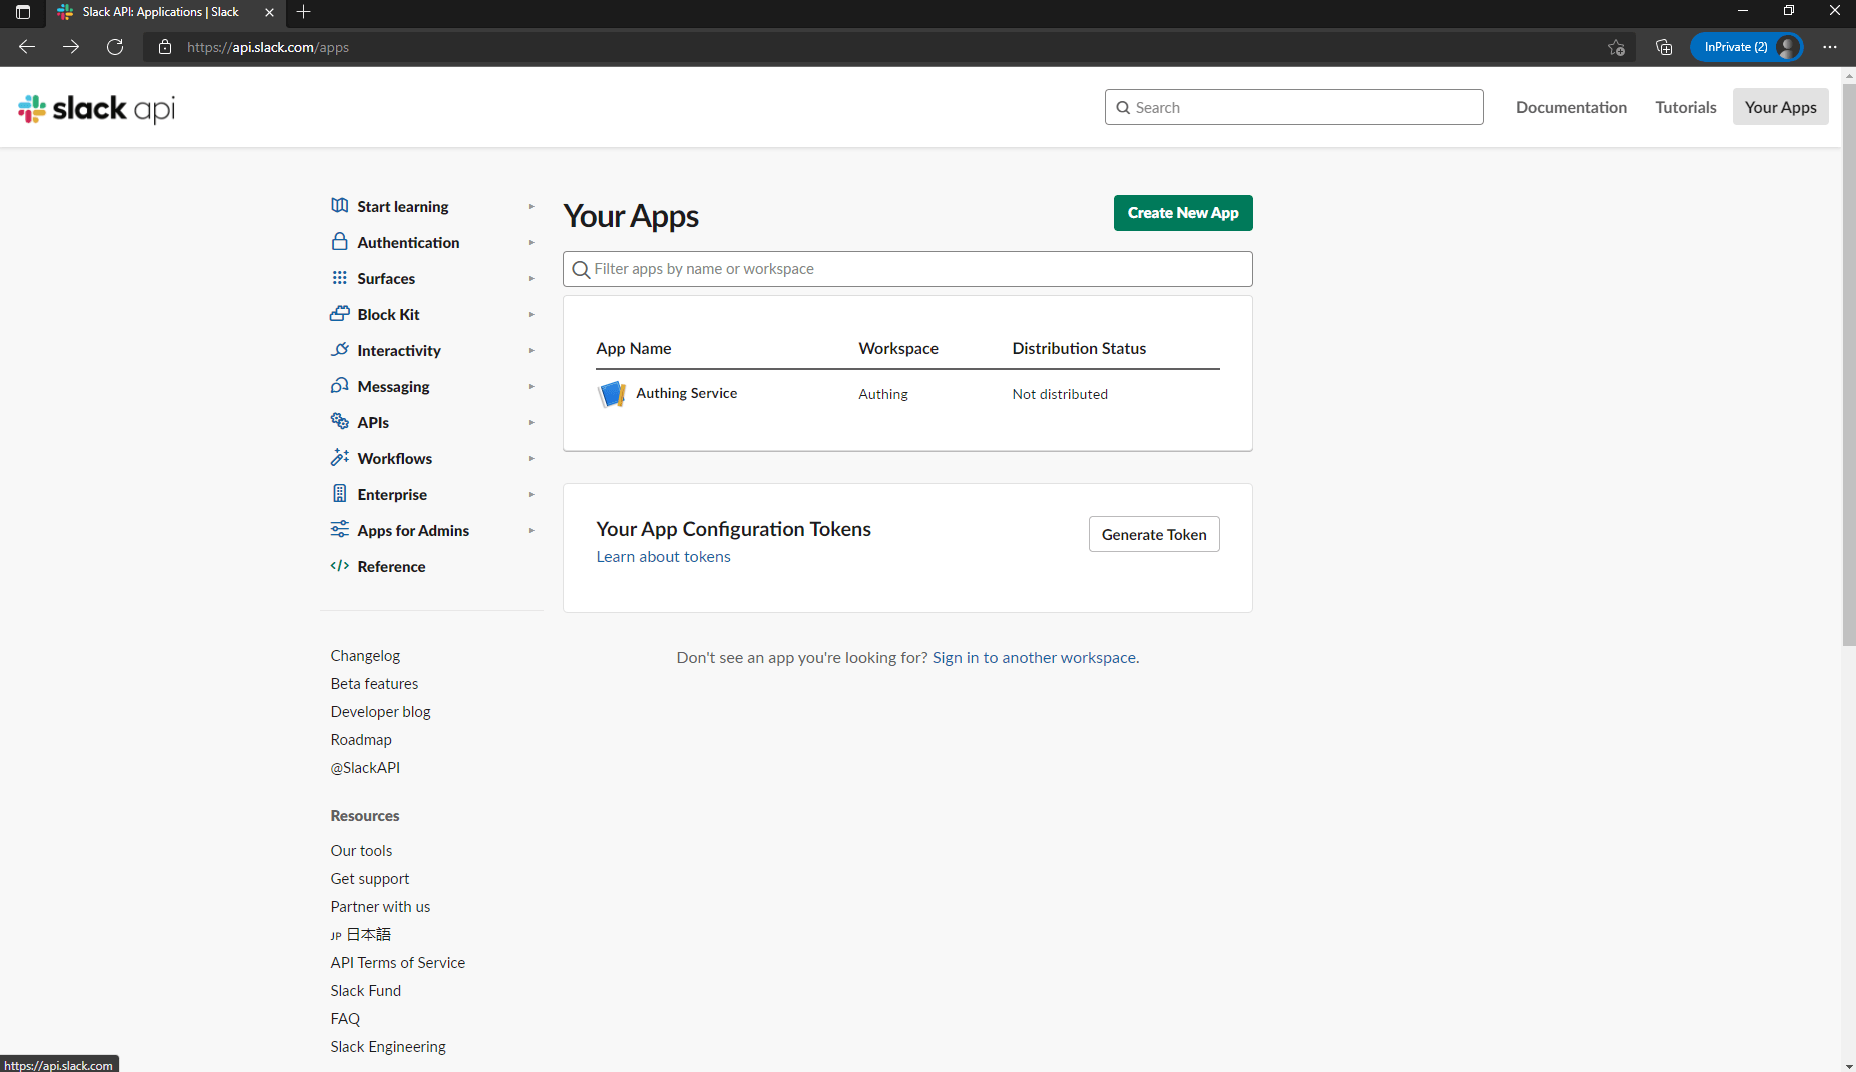 Slack API: Applications | Slack
https://api.slack.com/apps
InPrivate (2)
slack api
Search
Documentation
Tutorials
Your Apps
Start learning
Authentication
Surfaces
Block Kit
Interactivity
Messaging
APIs
Workflows
Enterprise
Apps for Admins
Reference
Changelog
Beta features
Developer blog
Roadmap
@SlackAPI
Resources
Our tools
Get support
Partner with us
JP 日本語
API Terms of Service
Slack Fund
FAQ
Slack Engineering
Your Apps
Create New App
Filter apps by name or workspace
App Name Workspace Distribution Status
Authing Service Authing Not distributed
Your App Configuration Tokens
Generate Token
Learn about tokens
Don't see an app you're looking for? Sign in to another workspace.
https://api.slack.com